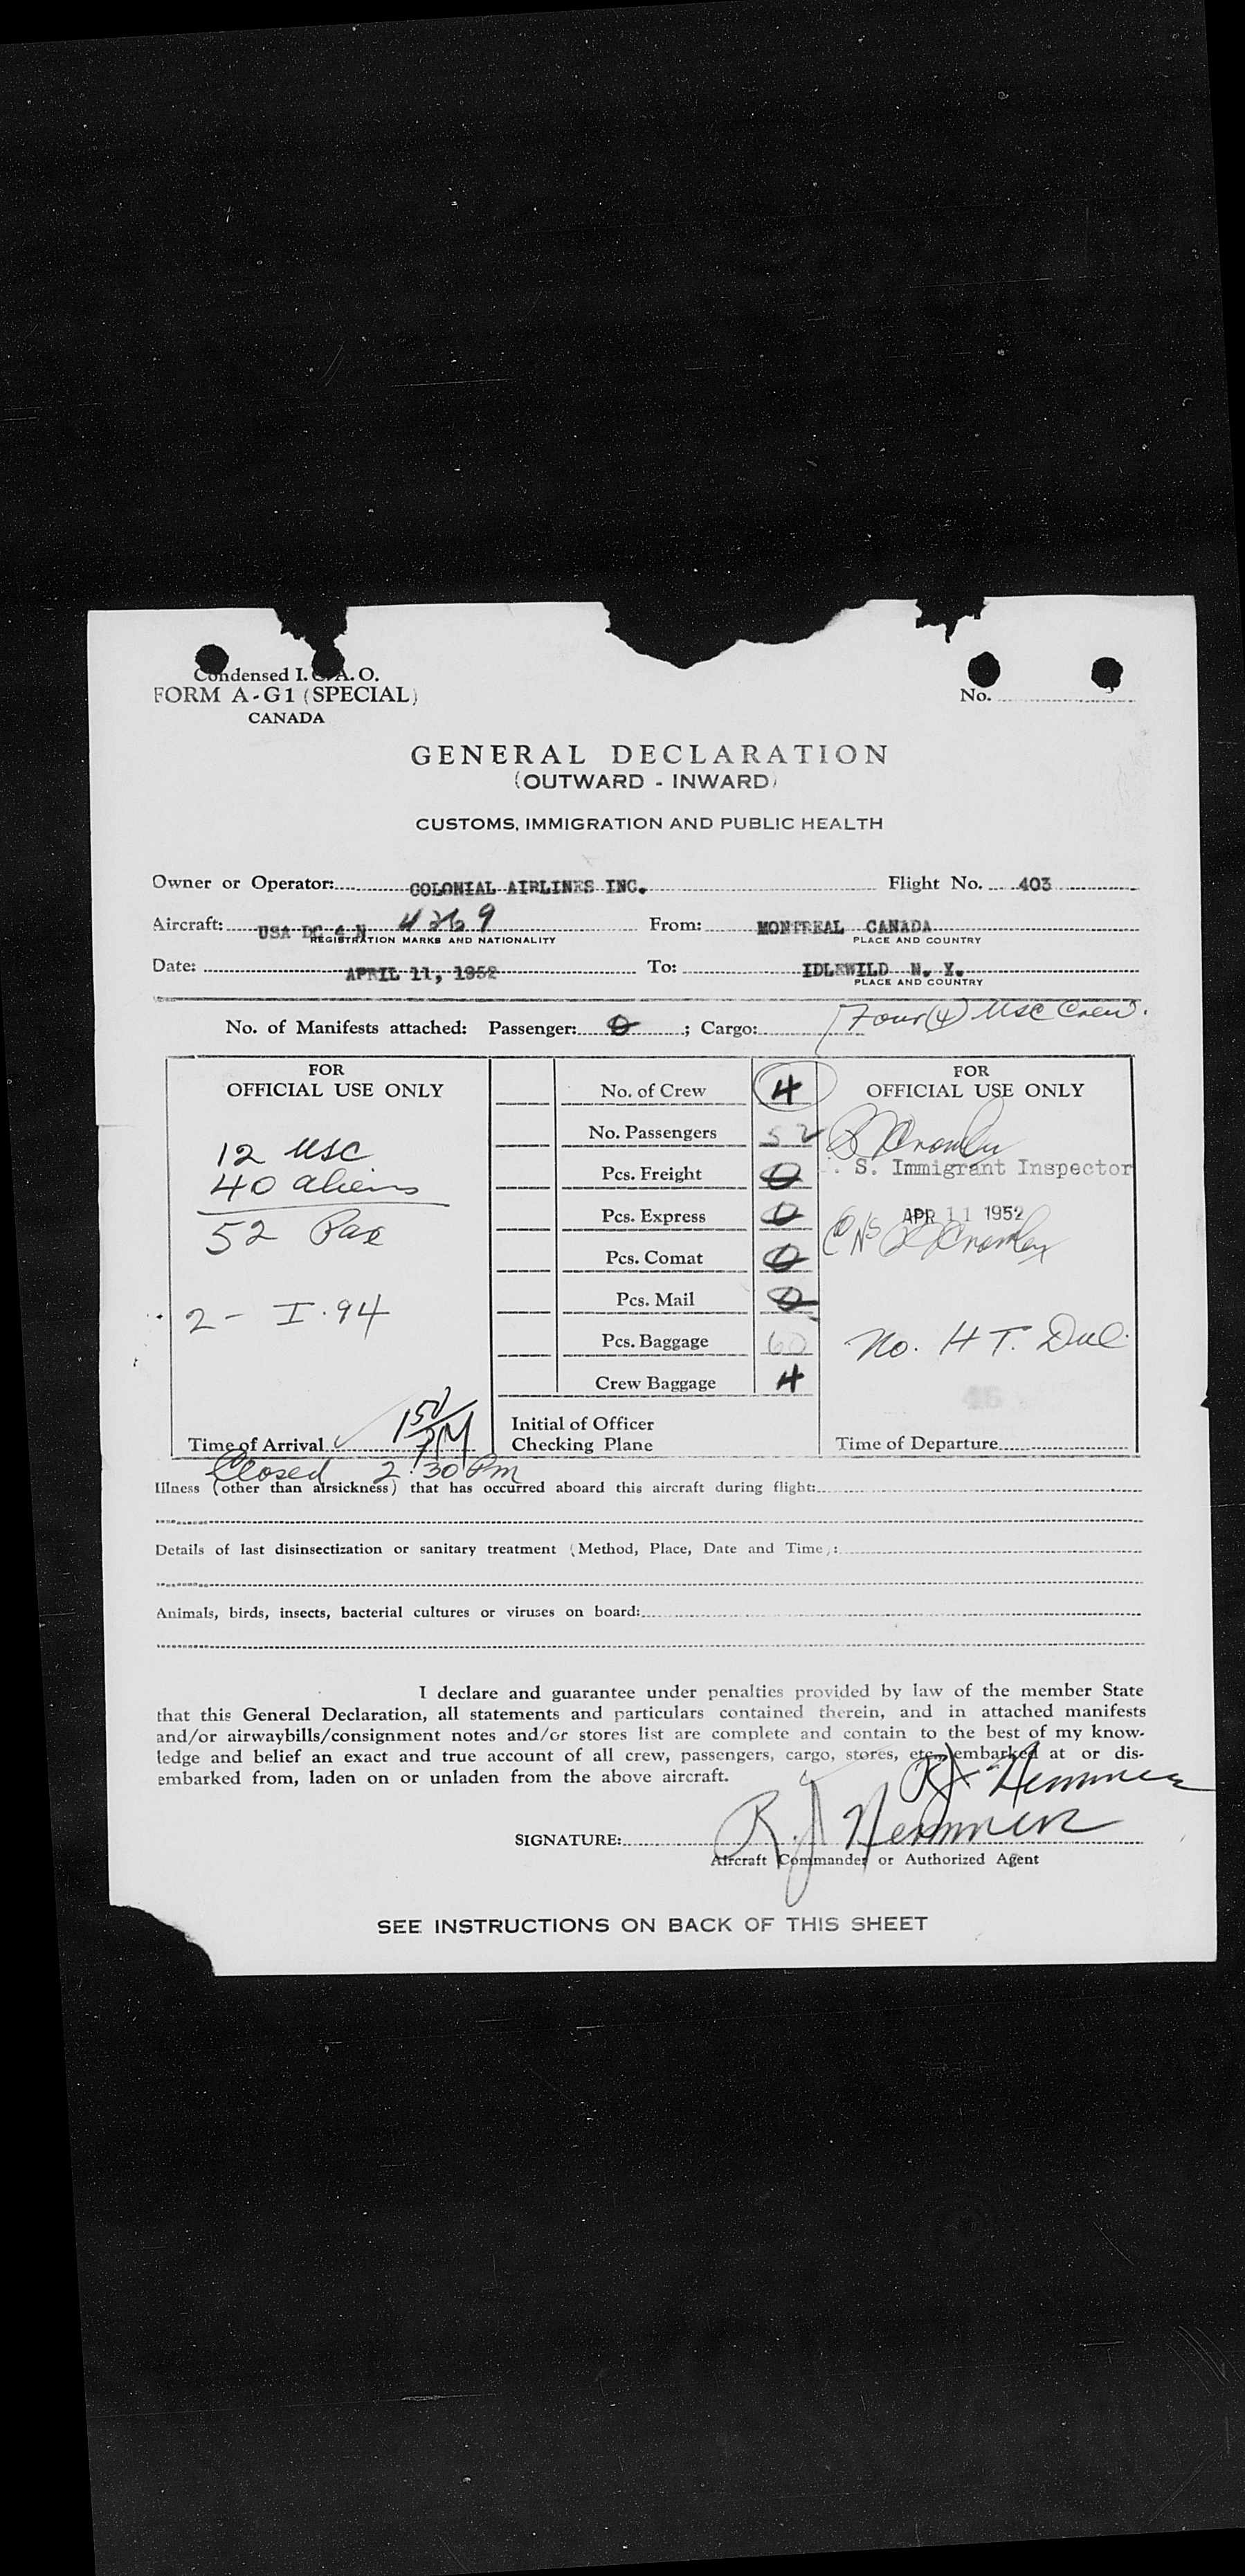 Condensed I.C.A.O.
FORM A-G1 (SPECIAL)
CANADA
No.
GENERAL DECLARATION
(OUTWARD - INWARD)
CUSTOMS, IMMIGRATION AND PUBLIC HEALTH
Owner or Operator: COLONIAL AIRLINES INC. Flight No. 403
Aircraft: USA DC 4 N 4269 From: MONTREAL CANADA
REGISTRATION MARKS AND NATIONALITY PLACE AND COUNTRY
Date: APRIL 11, 1952 To: IDLEWILD N. Y.
PLACE AND COUNTRY
No. of Manifests attached: Passenger: 0 ; Cargo: Four (4) USC Crew.
FOR
OFFICIAL USE ONLY
12 USC
40 aliens
52 Pax
2 - I-94
Time of Arrival 150 PM
Closed 2:30 Pm
No. of Crew 4
No. Passengers 52
Pcs. Freight 0
Pcs. Express 0
Pcs. Comat 0
Pcs. Mail 0
Pcs. Baggage 60
Crew Baggage 4
Initial of Officer
Checking Plane
FOR
OFFICIAL USE ONLY
. S. Immigrant Inspector
APR 11 1952
No. H T. Due.
Time of Departure
Illness (other than airsickness) that has occurred aboard this aircraft during flight:
Details of last disinsectization or sanitary treatment (Method, Place, Date and Time):
Animals, birds, insects, bacterial cultures or viruses on board:
I declare and guarantee under penalties provided by law of the member State
that this General Declaration, all statements and particulars contained therein, and in attached manifests
and/or airwaybills/consignment notes and/or stores list are complete and contain to the best of my know-
ledge and belief an exact and true account of all crew, passengers, cargo, stores, etc., embarked at or dis-
embarked from, laden on or unladen from the above aircraft.
SIGNATURE:
Aircraft Commander or Authorized Agent
SEE INSTRUCTIONS ON BACK OF THIS SHEET